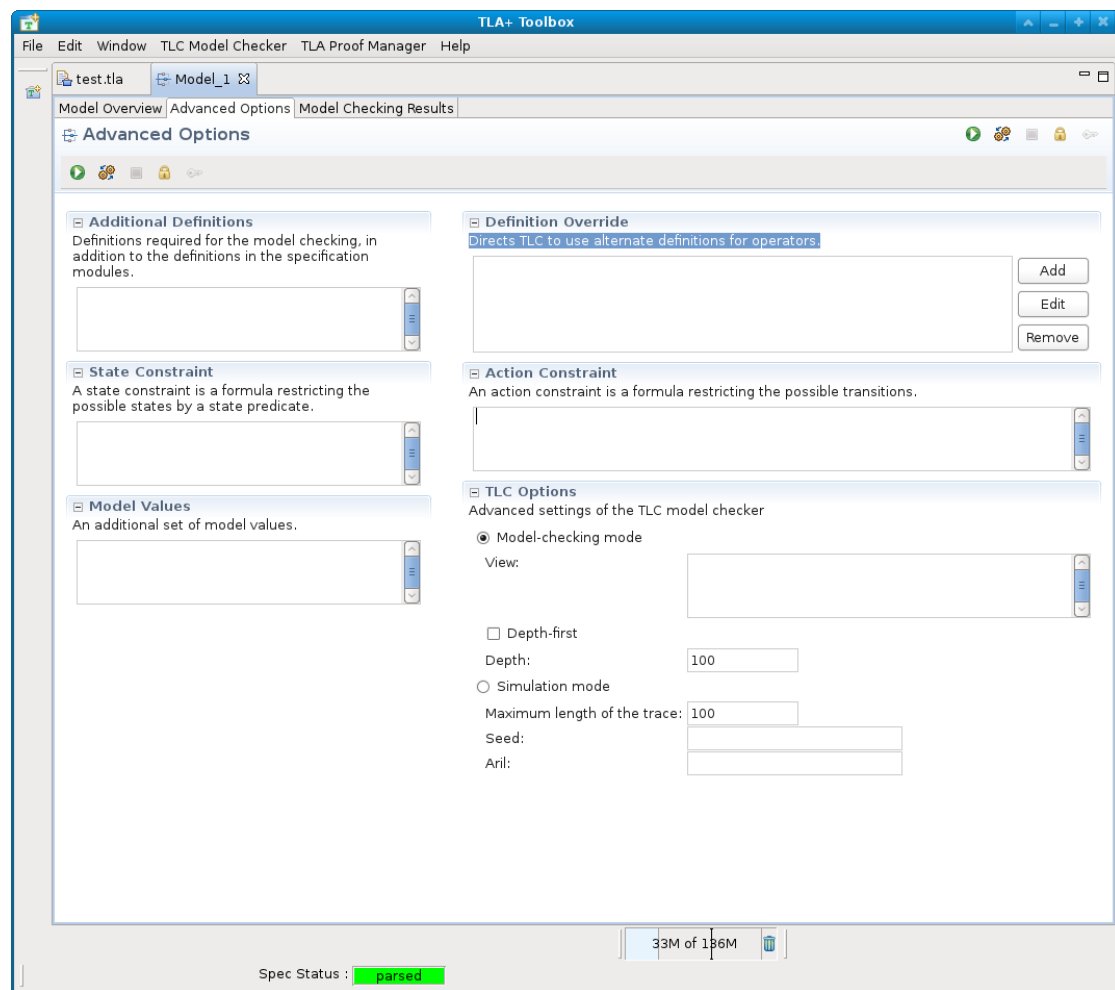 TLA+ Toolbox
File Edit Window TLC Model Checker TLA Proof Manager Help
test.tla Model_1
Model Overview Advanced Options Model Checking Results
Advanced Options
Additional Definitions
Definitions required for the model checking, in
addition to the definitions in the specification
modules.
State Constraint
A state constraint is a formula restricting the
possible states by a state predicate.
Model Values
An additional set of model values.
Definition Override
Directs TLC to use alternate definitions for operators.
Add
Edit
Remove
Action Constraint
An action constraint is a formula restricting the possible transitions.
TLC Options
Advanced settings of the TLC model checker
Model-checking mode
View:
Depth-first
Depth: 100
Simulation mode
Maximum length of the trace: 100
Seed:
Aril:
33M of 136M
Spec Status : parsed